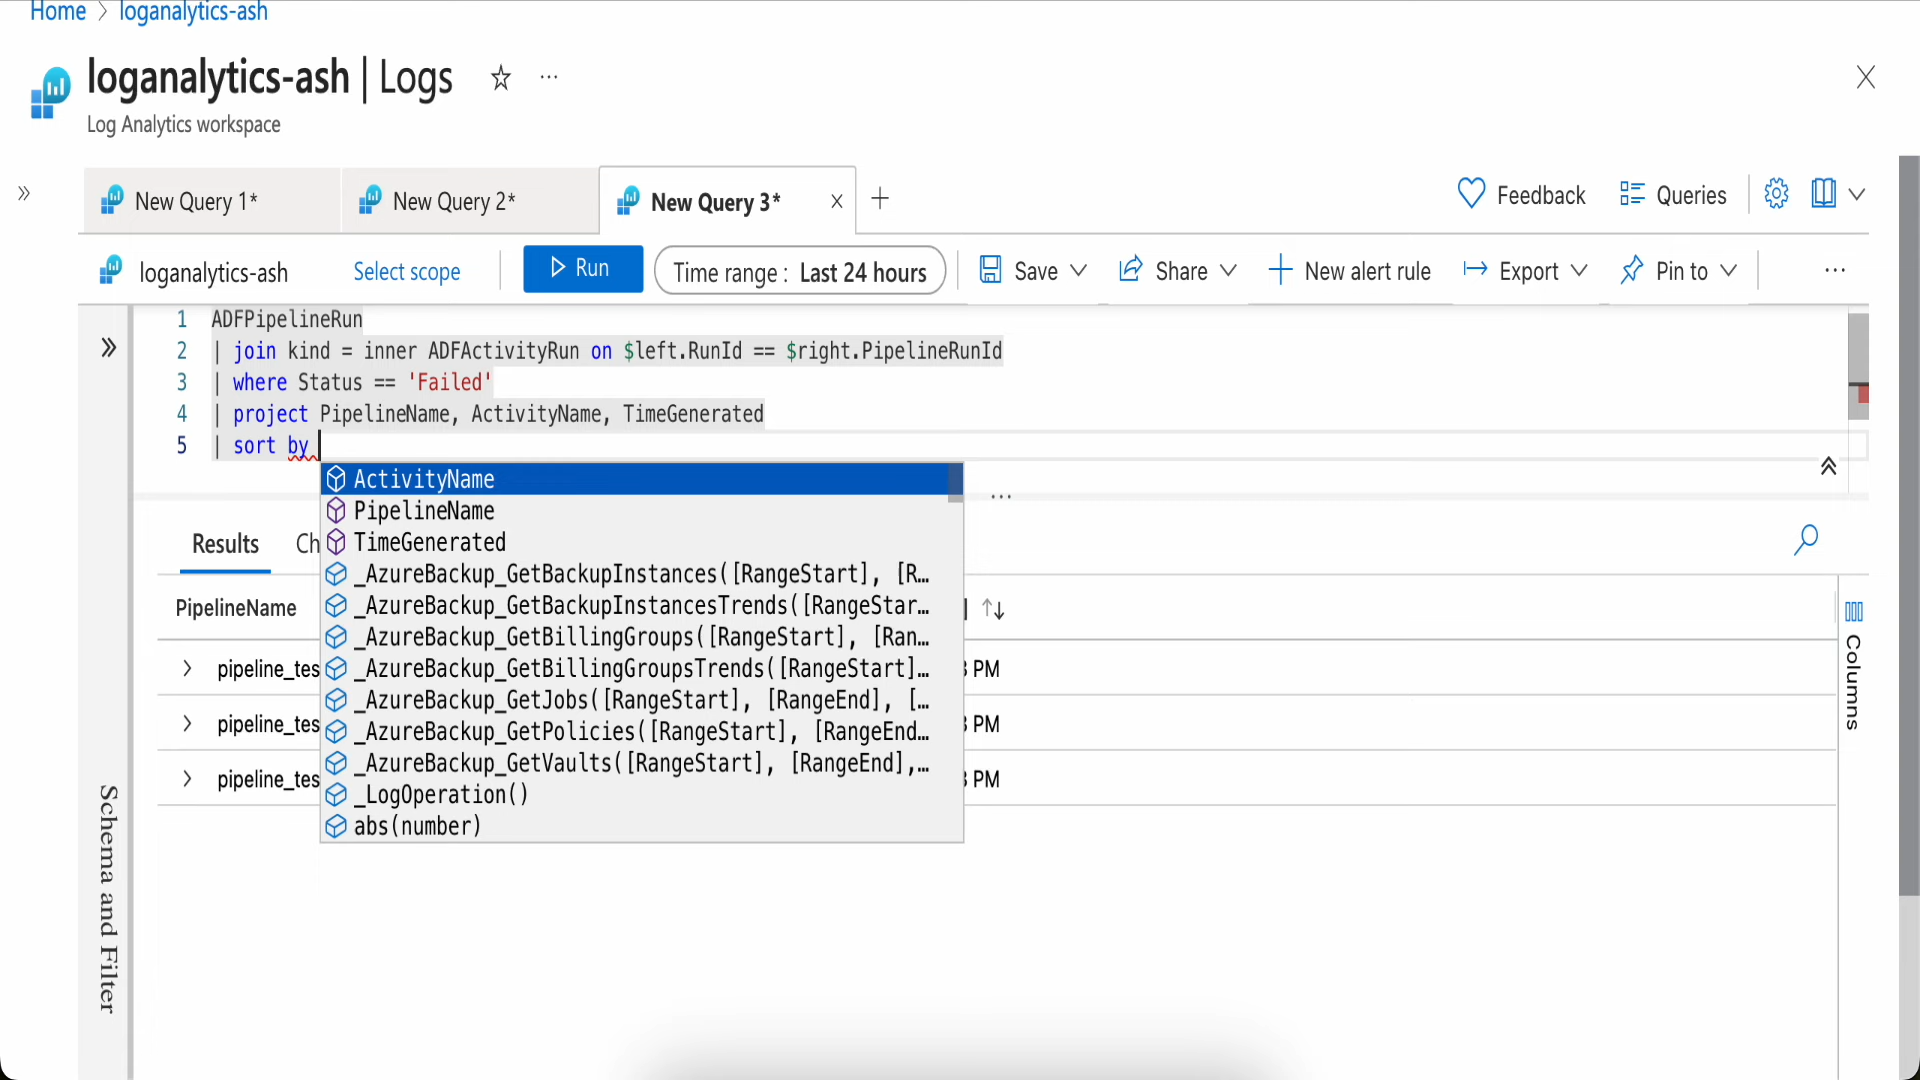 Home > loganalytics-ash
loganalytics-ash | Logs
Log Analytics workspace
New Query 1*
New Query 2*
New Query 3*
Feedback
Queries
loganalytics-ash
Select scope
Run
Time range : Last 24 hours
Save
Share
New alert rule
Export
Pin to
1 ADFPipelineRun
2 | join kind = inner ADFActivityRun on $left.RunId == $right.PipelineRunId
3 | where Status == 'Failed'
4 | project PipelineName, ActivityName, TimeGenerated
5 | sort by
ActivityName
PipelineName
TimeGenerated
_AzureBackup_GetBackupInstances([RangeStart], [R…
_AzureBackup_GetBackupInstancesTrends([RangeStar…
_AzureBackup_GetBillingGroups([RangeStart], [Ran…
_AzureBackup_GetBillingGroupsTrends([RangeStart]…
_AzureBackup_GetJobs([RangeStart], [RangeEnd], […
_AzureBackup_GetPolicies([RangeStart], [RangeEnd…
_AzureBackup_GetVaults([RangeStart], [RangeEnd],…
_LogOperation()
abs(number)
Results Ch
PipelineName
pipeline_tes PM
pipeline_tes PM
pipeline_tes PM
Columns
Schema and Filter